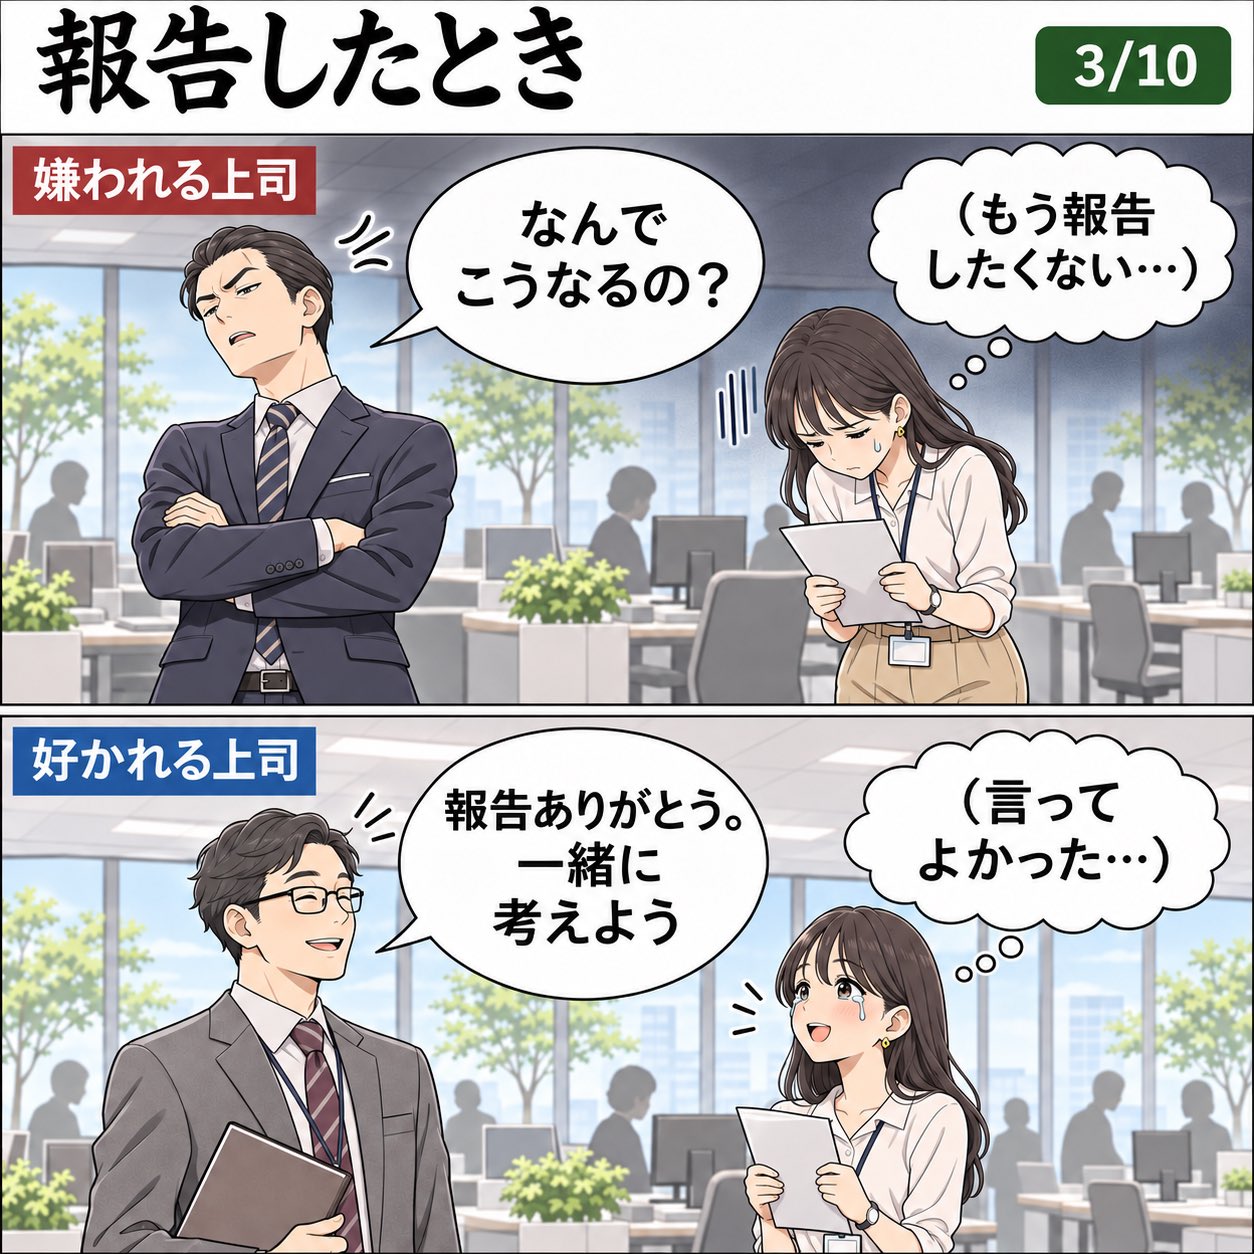 報告したとき
3/10
嫌われる上司
なんで
こうなるの？
（もう報告
したくない…）
好かれる上司
報告ありがとう。
一緒に
考えよう
（言って
よかった…）